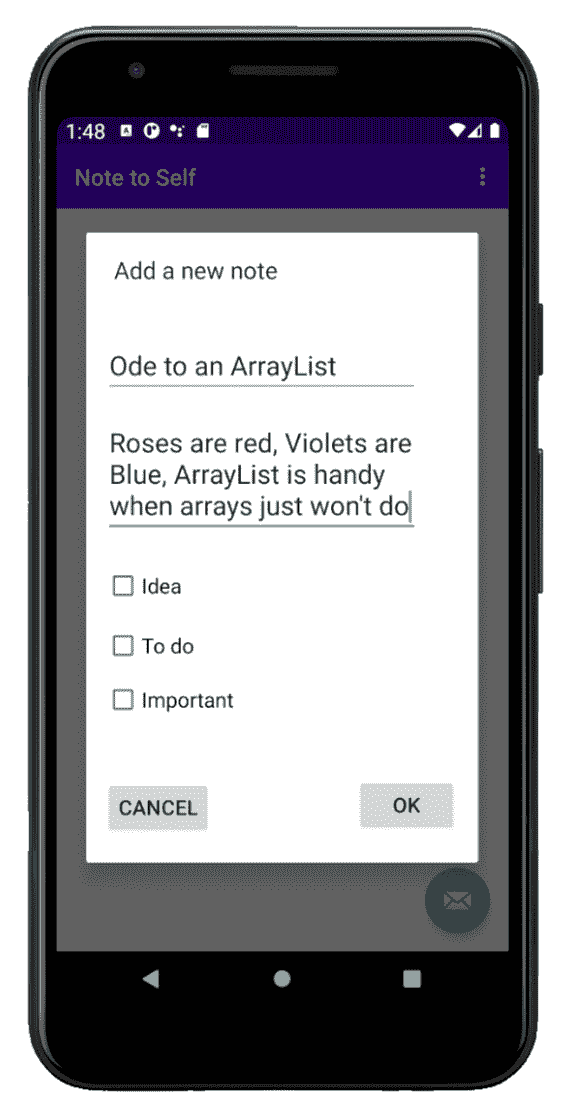 1:48
Note to Self
Add a new note
Ode to an ArrayList
Roses are red, Violets are
Blue, ArrayList is handy
when arrays just won't do
Idea
To do
Important
CANCEL
OK